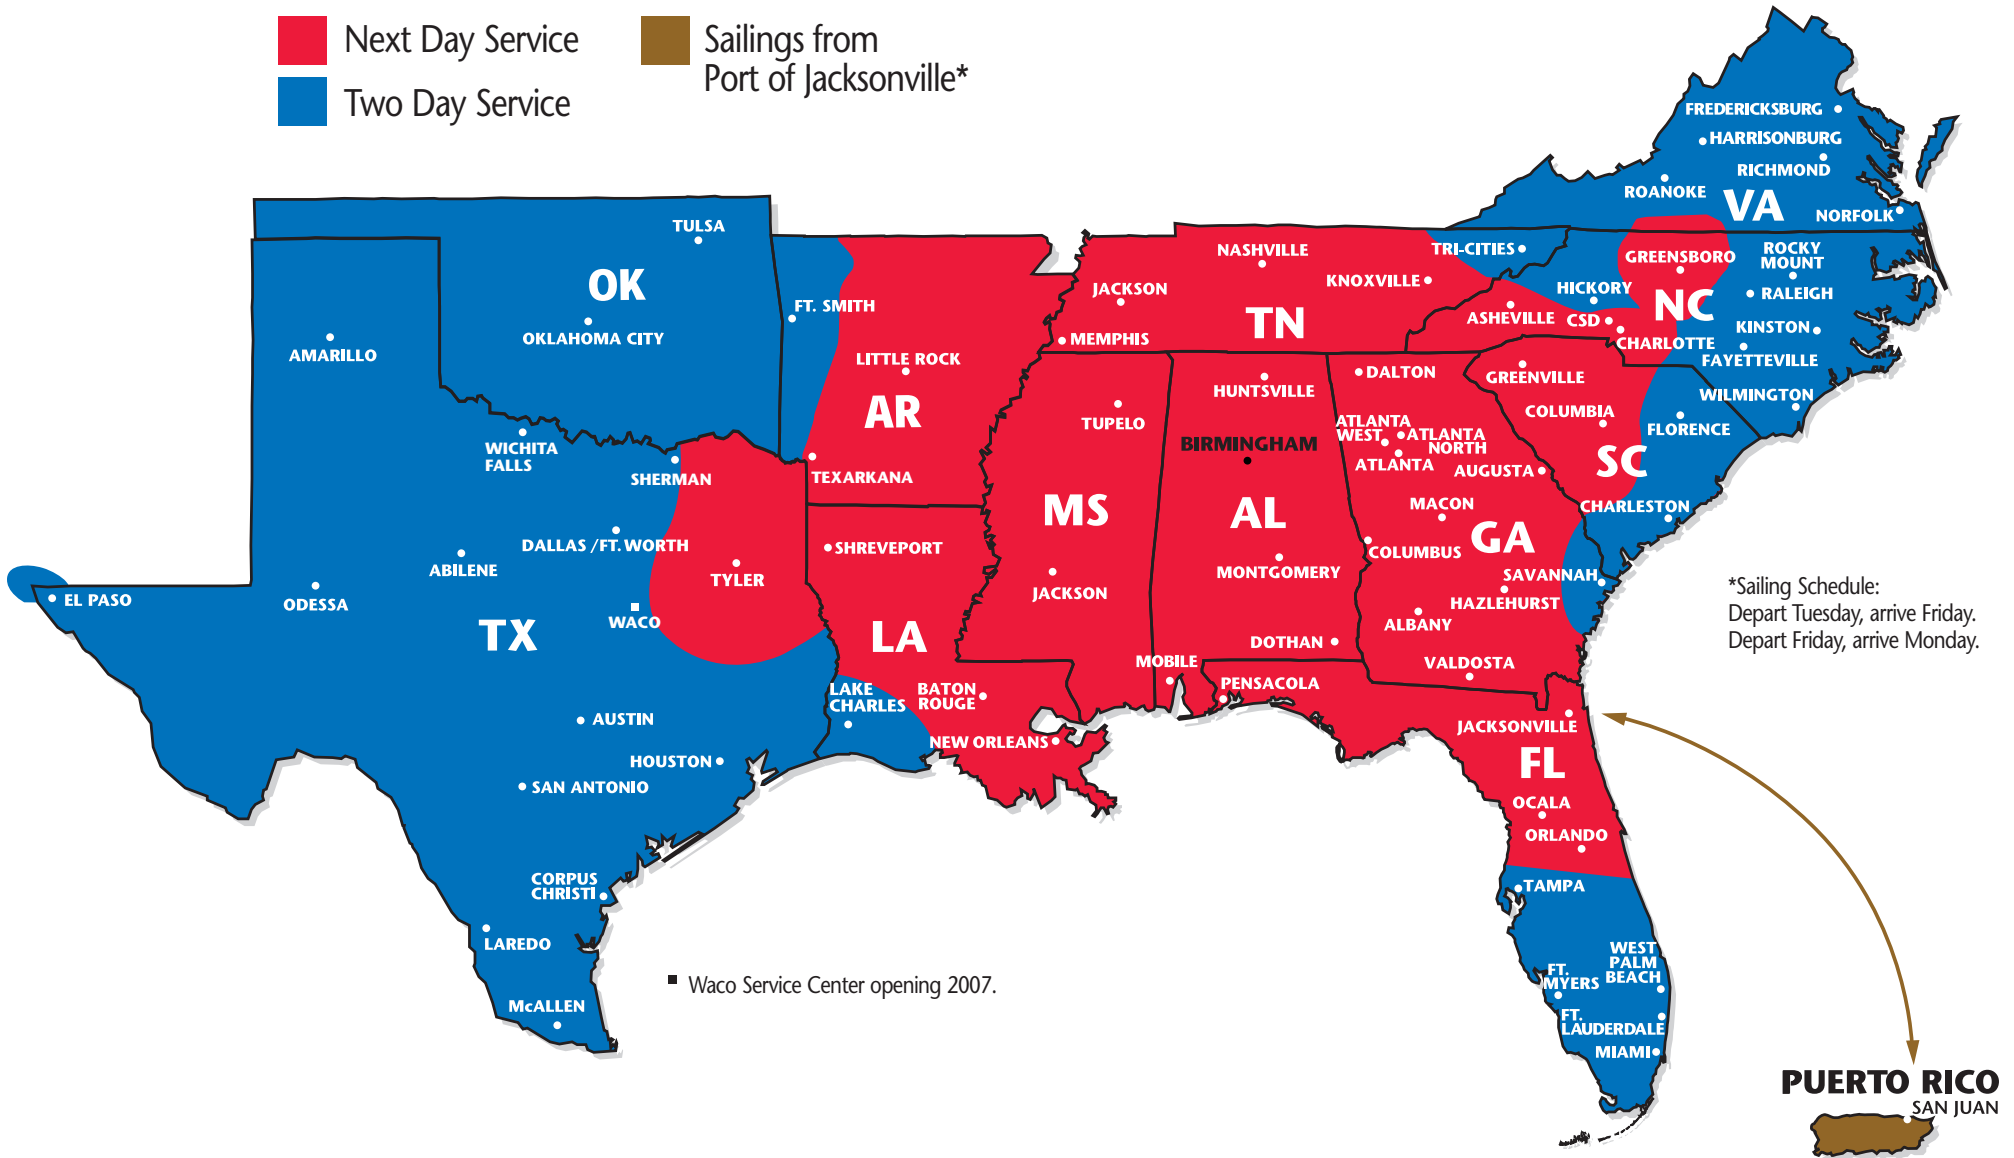 Next Day Service
Two Day Service
Sailings from
Port of Jacksonville*
FREDERICKSBURG
HARRISONBURG
RICHMOND
ROANOKE
VA
NORFOLK
TULSA
OK
OKLAHOMA CITY
FT. SMITH
LITTLE ROCK
AR
TEXARKANA
NASHVILLE
KNOXVILLE
TRI-CITIES
JACKSON
TN
MEMPHIS
GREENSBORO
ROCKY
MOUNT
HICKORY
NC
RALEIGH
ASHEVILLE
CSD
KINSTON
CHARLOTTE
FAYETTEVILLE
WILMINGTON
AMARILLO
WICHITA
FALLS
SHERMAN
DALLAS /FT. WORTH
ABILENE
TYLER
EL PASO
ODESSA
WACO
TX
AUSTIN
HOUSTON
SAN ANTONIO
CORPUS
CHRISTI
LAREDO
McALLEN
SHREVEPORT
LA
LAKE
CHARLES
BATON
ROUGE
NEW ORLEANS
TUPELO
MS
JACKSON
HUNTSVILLE
BIRMINGHAM
AL
MONTGOMERY
DOTHAN
MOBILE
DALTON
ATLANTA
WEST
ATLANTA
NORTH
ATLANTA
AUGUSTA
MACON
COLUMBUS
GA
SAVANNAH
HAZLEHURST
ALBANY
VALDOSTA
GREENVILLE
COLUMBIA
FLORENCE
SC
CHARLESTON
PENSACOLA
JACKSONVILLE
FL
OCALA
ORLANDO
TAMPA
WEST
PALM
BEACH
FT.
MYERS
FT.
LAUDERDALE
MIAMI
*Sailing Schedule:
Depart Tuesday, arrive Friday.
Depart Friday, arrive Monday.
Waco Service Center opening 2007.
PUERTO RICO
SAN JUAN